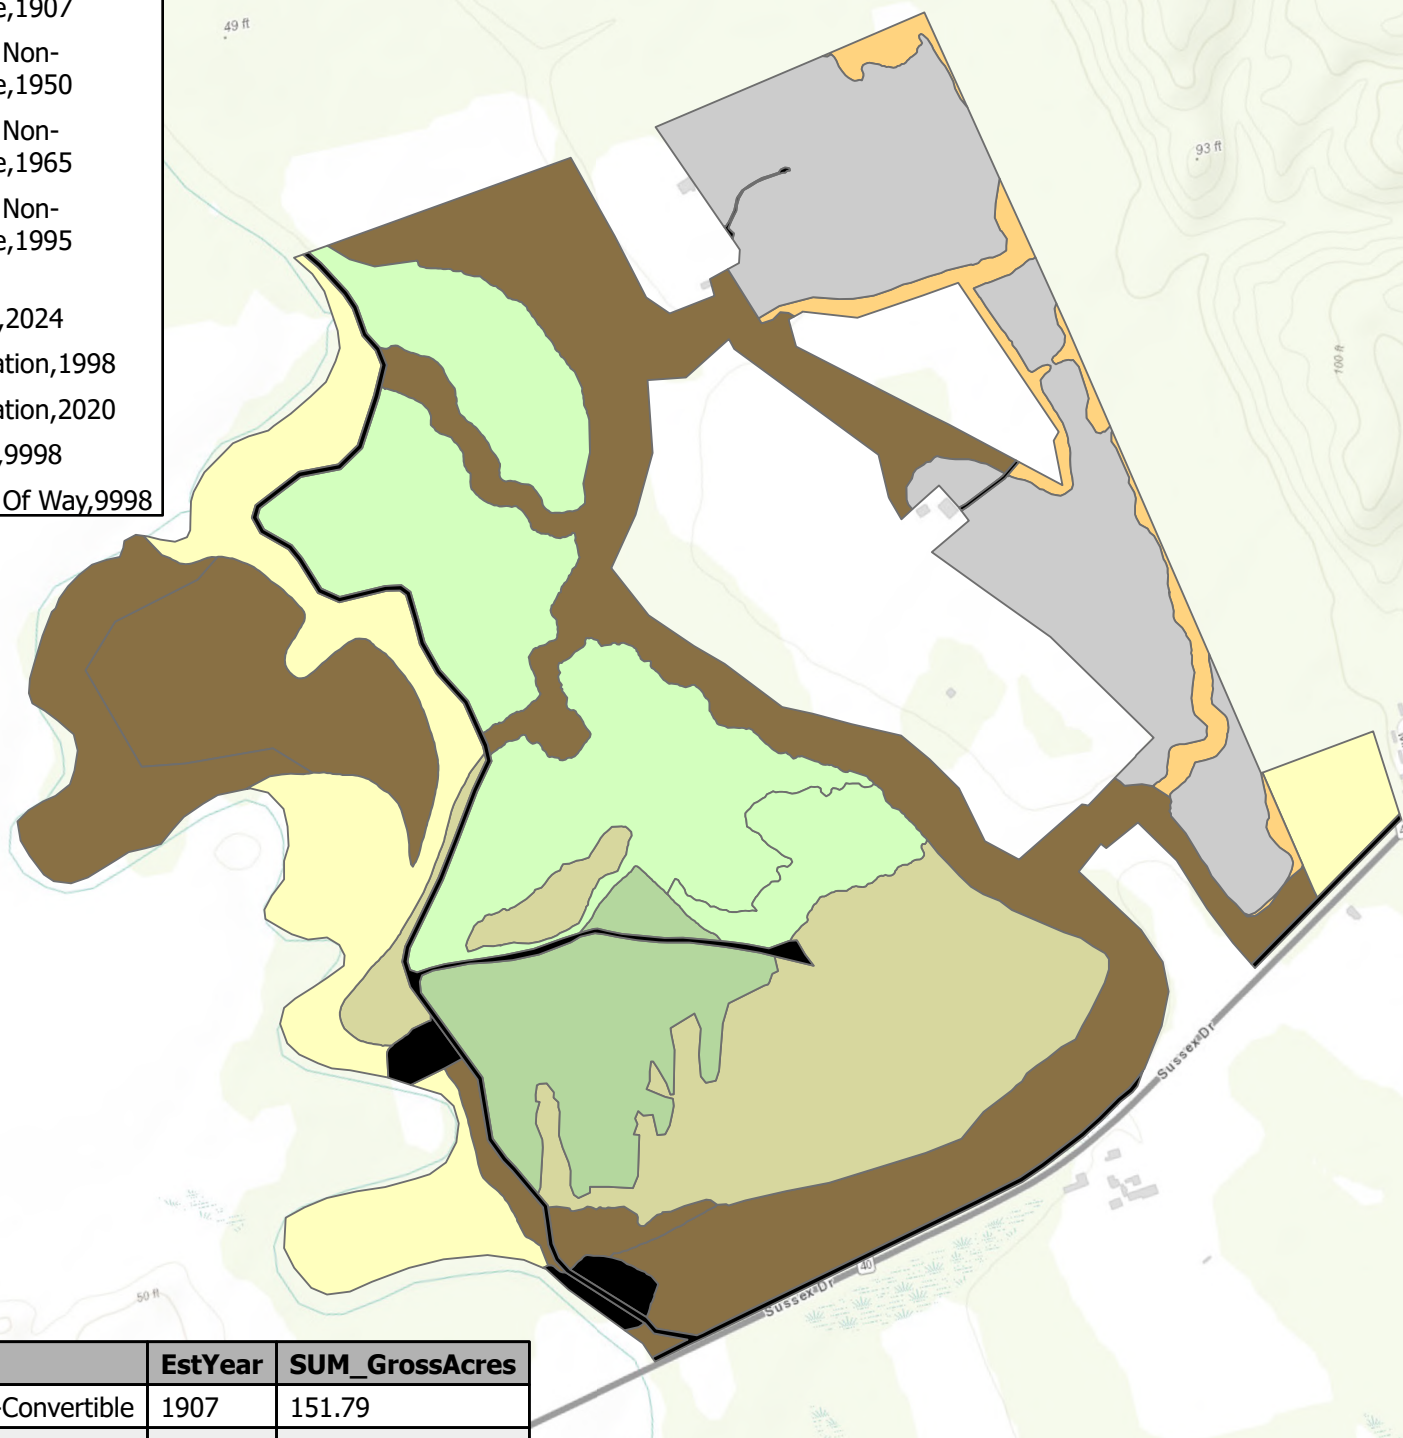 e,1907
Non-
e,1950
Non-
e,1965
Non-
e,1995
,2024
ation,1998
ation,2020
,9998
Of Way,9998
49 ft
93 ft
100 ft
Sussex Dr
40
Sussex Dr
50 ft
EstYear SUM_GrossAcres
-Convertible 1907 151.79